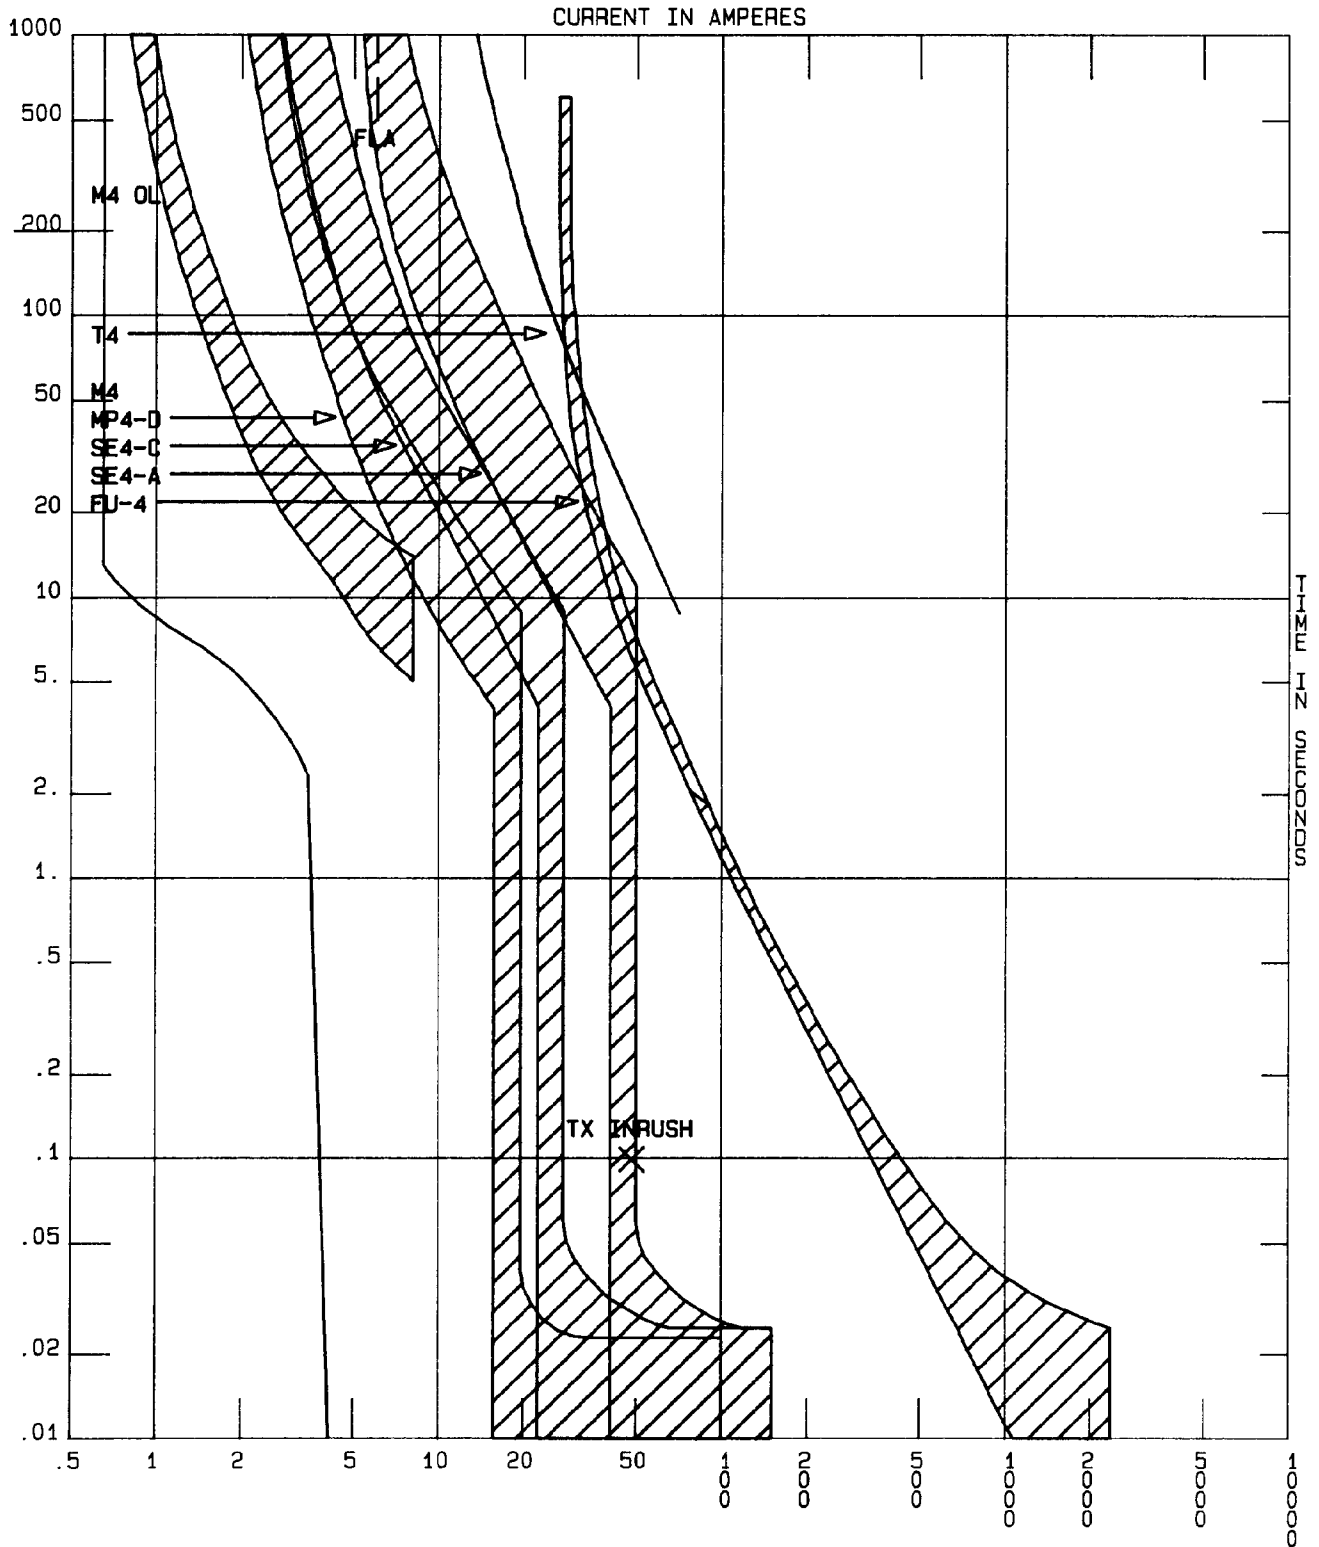 CURRENT IN AMPERES
1000
500
FLA
M4 OL
200
100
T4
50
M4
MP4-D
SE4-C
SE4-A
FU-4
20
10
TIME IN SECONDS
5.
2.
1.
.5
.2
TX INRUSH
.1
.05
.02
.01
.5 1 2 5 10 20 50 100 200 500 1000 2000 5000 10000